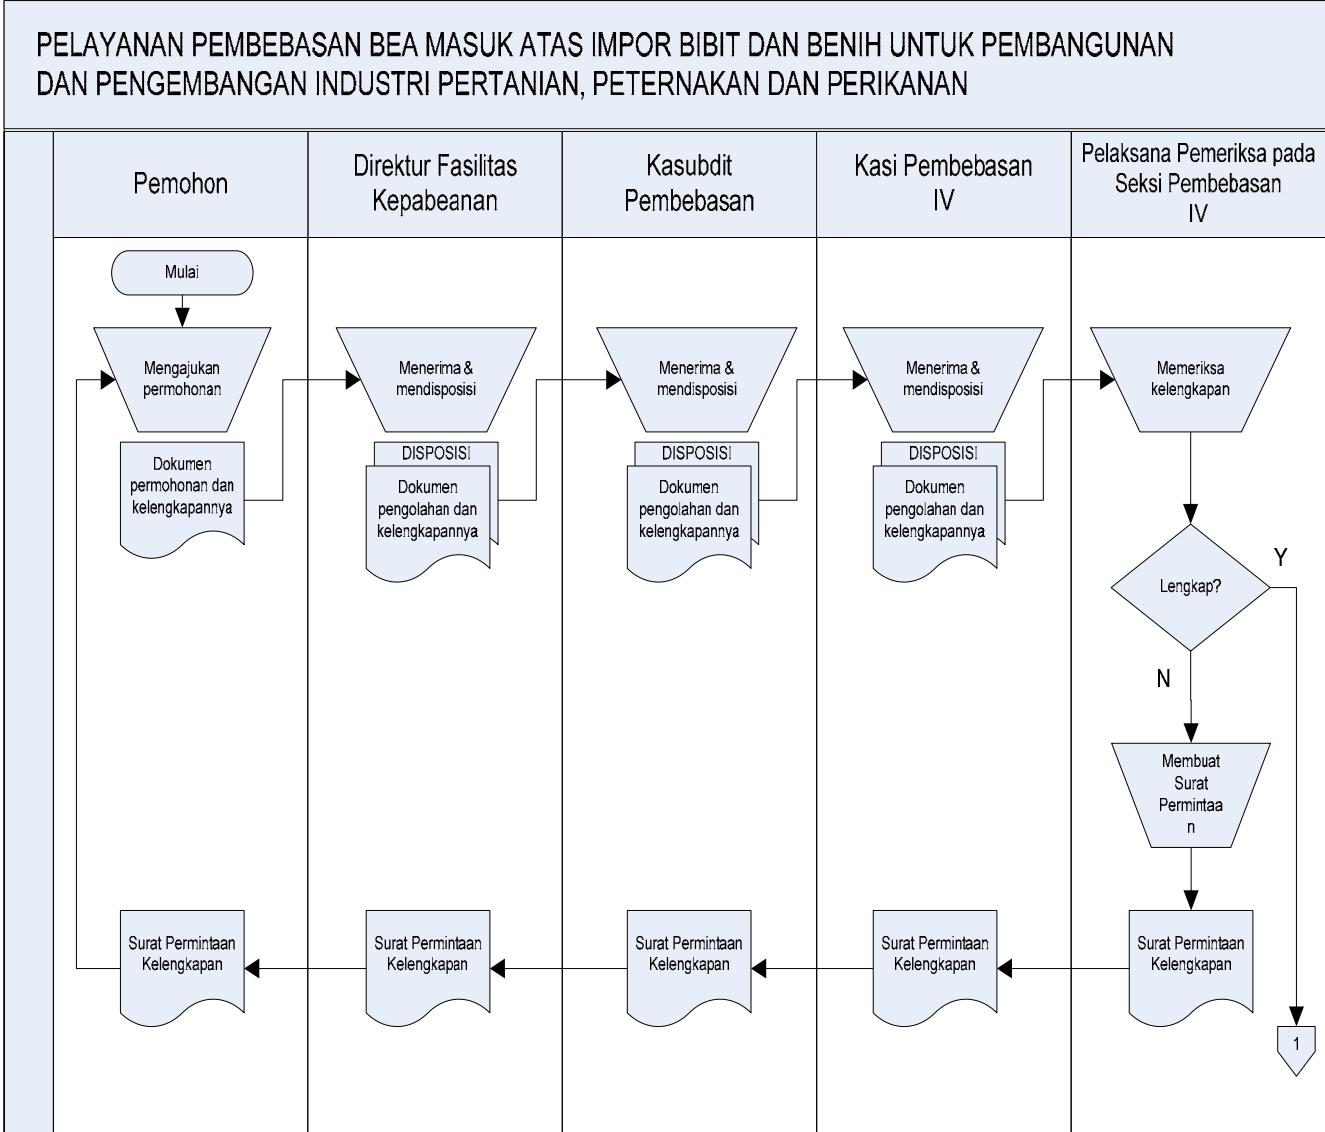 PELAYANAN PEMBEBASAN BEA MASUK ATAS IMPOR BIBIT DAN BENIH UNTUK PEMBANGUNAN
DAN PENGEMBANGAN INDUSTRI PERTANIAN, PETERNAKAN DAN PERIKANAN
Pemohon
Direktur Fasilitas
Kepabeanan
Kasubdit
Pembebasan
Kasi Pembebasan
IV
Pelaksana Pemeriksa pada
Seksi Pembebasan
IV
Mulai
Mengajukan
permohonan
Menerima &
mendisposisi
Menerima &
mendisposisi
Menerima &
mendisposisi
Memeriksa
kelengkapan
Dokumen
permohonan dan
kelengkapannya
DISPOSISI
Dokumen
pengolahan dan
kelengkapannya
DISPOSISI
Dokumen
pengolahan dan
kelengkapannya
DISPOSISI
Dokumen
pengolahan dan
kelengkapannya
Lengkap?
Y
N
Membuat
Surat
Permintaa
n
Surat Permintaan
Kelengkapan
Surat Permintaan
Kelengkapan
Surat Permintaan
Kelengkapan
Surat Permintaan
Kelengkapan
Surat Permintaan
Kelengkapan
1